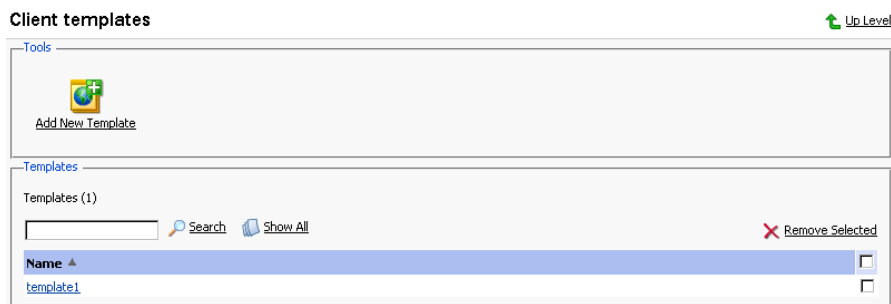 Client templates
Up Level
Tools
Add New Template
Templates
Templates (1)
Search Show All Remove Selected
Name
template1